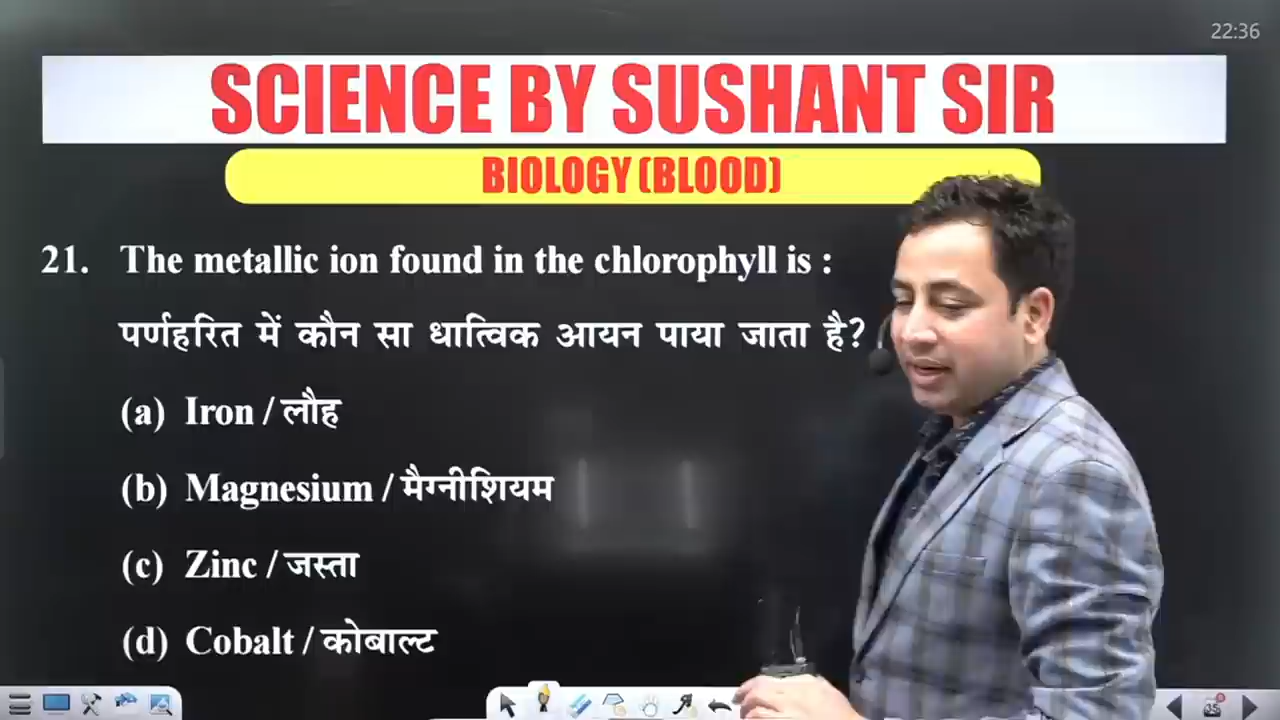 22:36
SCIENCE BY SUSHANT SIR
BIOLOGY (BLOOD)
21. The metallic ion found in the chlorophyll is :
पर्णहरित में कौन सा धात्विक आयन पाया जाता है?
(a) Iron / लौह
(b) Magnesium / मैग्नीशियम
(c) Zinc / जस्ता
(d) Cobalt / कोबाल्ट